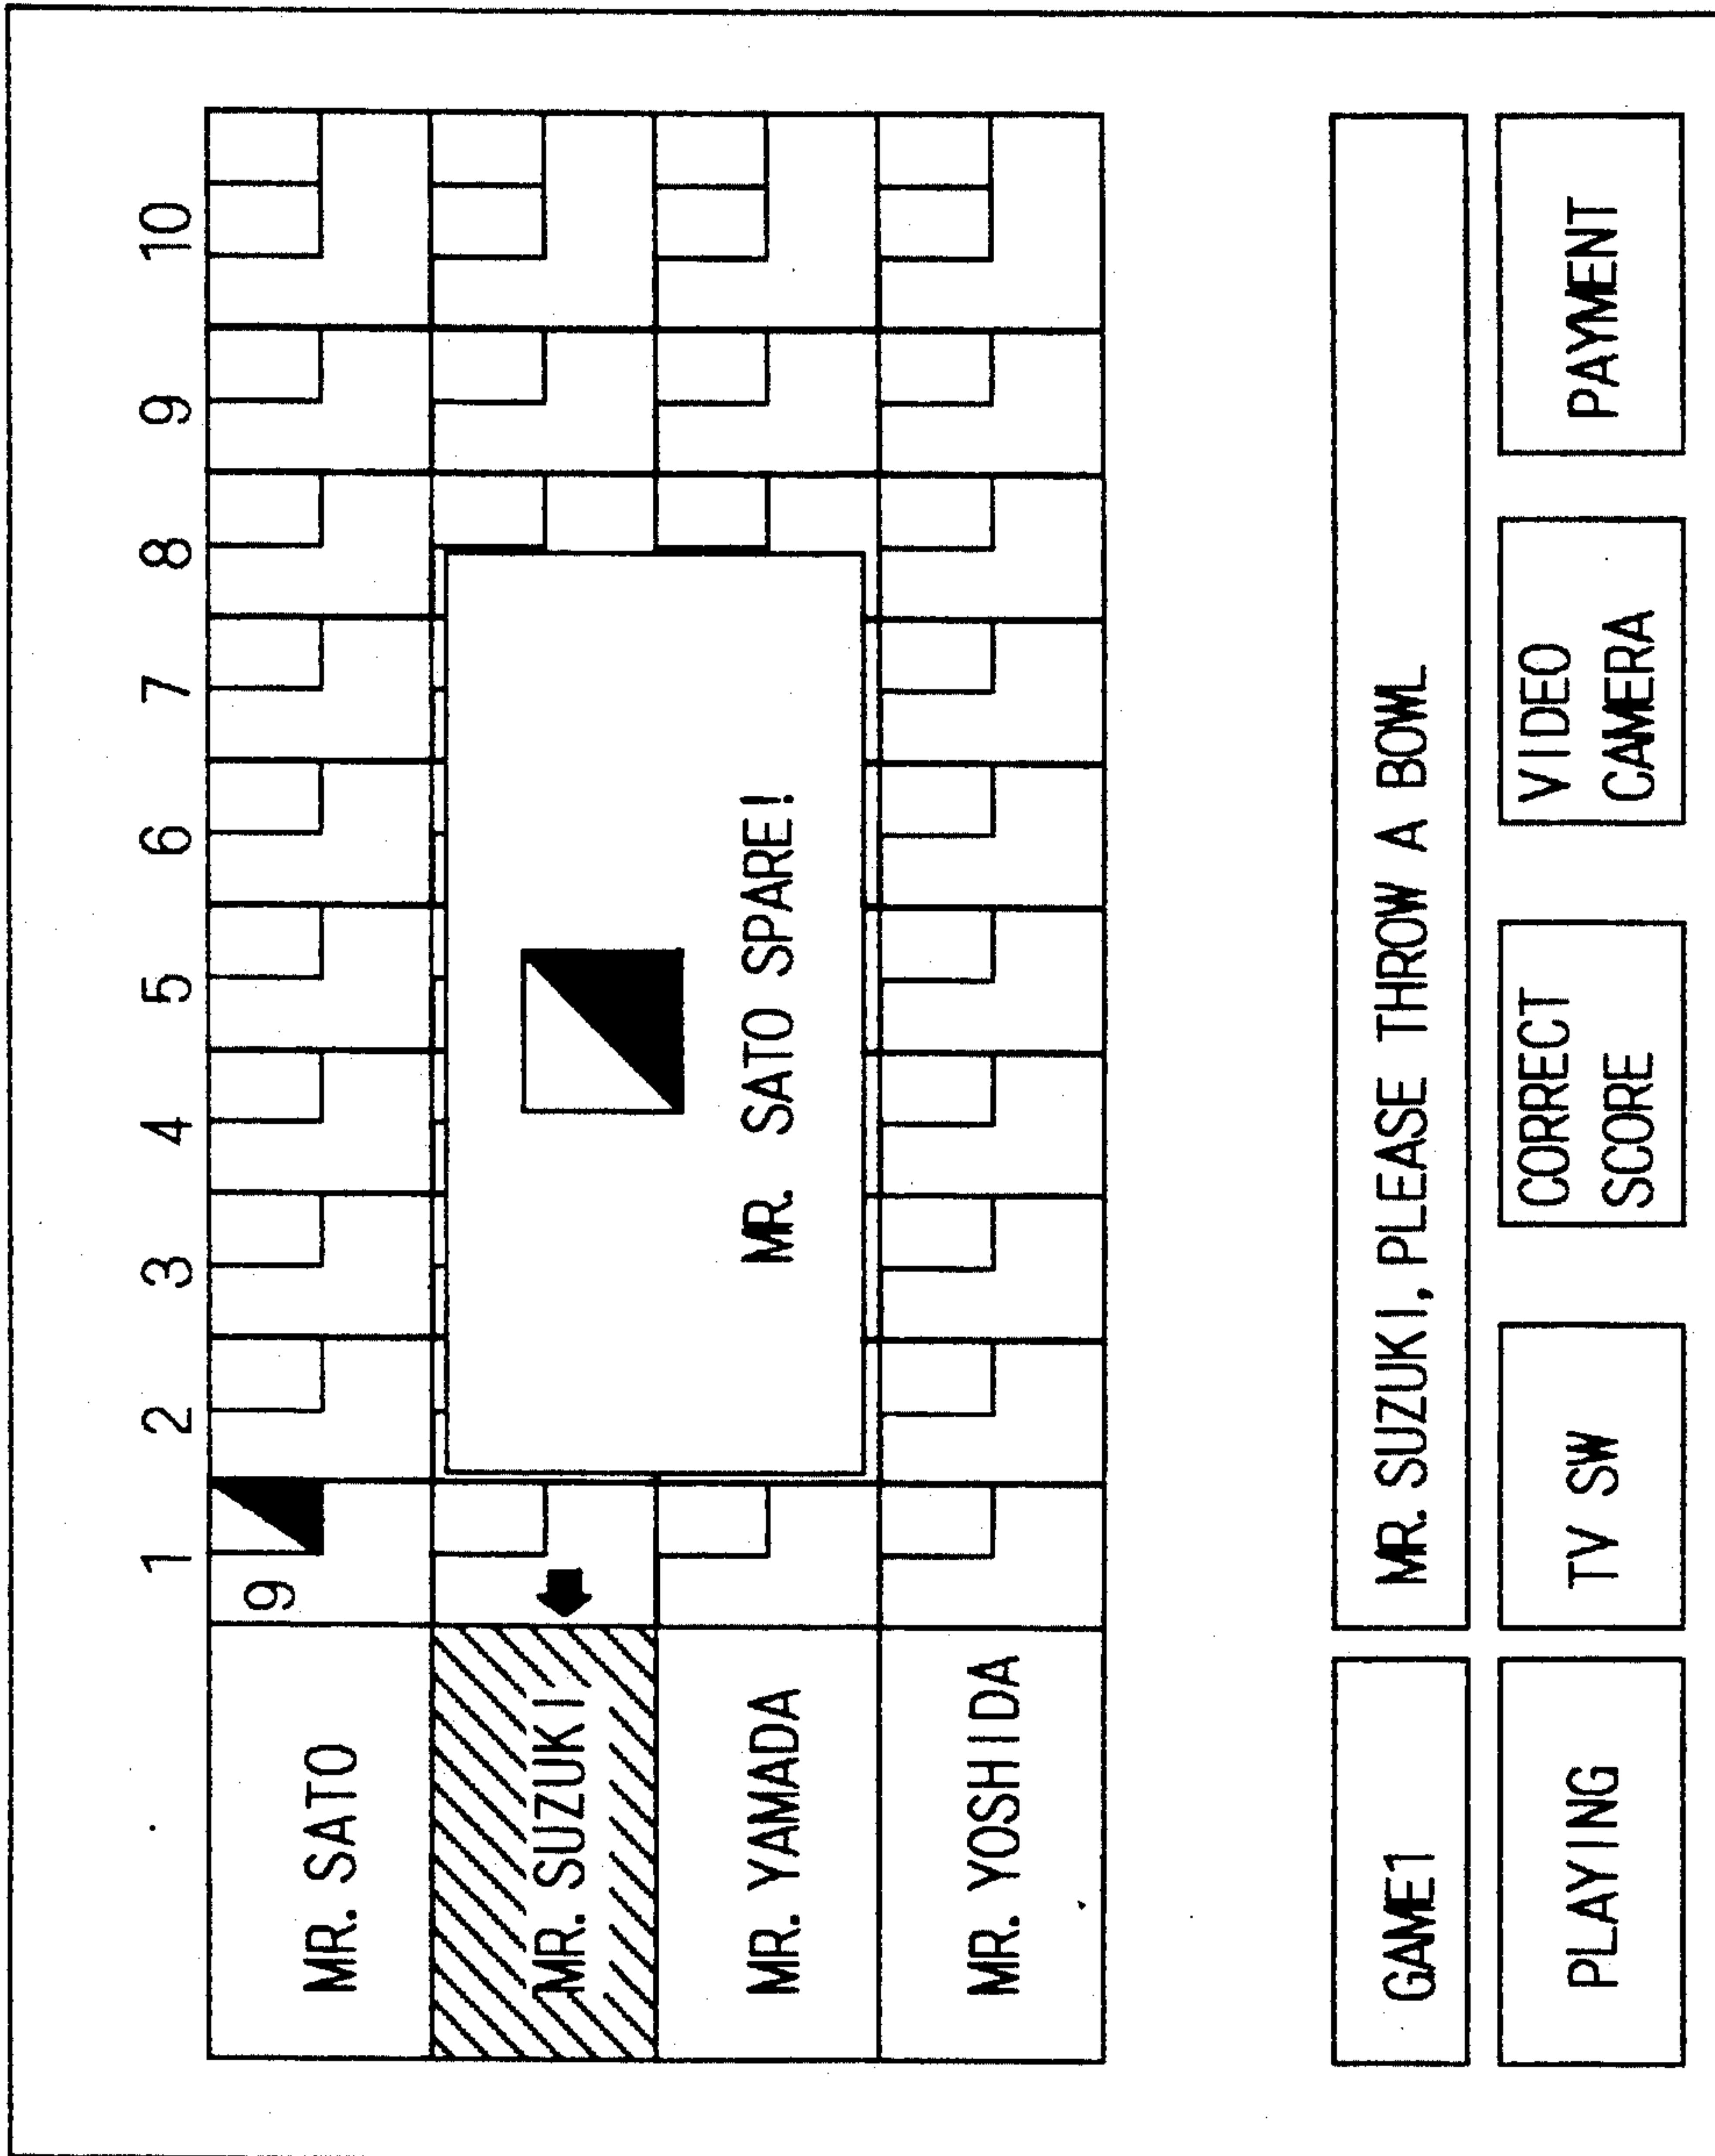 1 2 3 4 5 6 7 8 9 10
MR. SATO 9
MR. SUZUKI
MR. YAMADA
MR. YOSHIDA
MR. SATO SPARE!
GAME1 MR. SUZUKI, PLEASE THROW A BOWL
PLAYING TV SW CORRECT SCORE VIDEO CAMERA PAYMENT